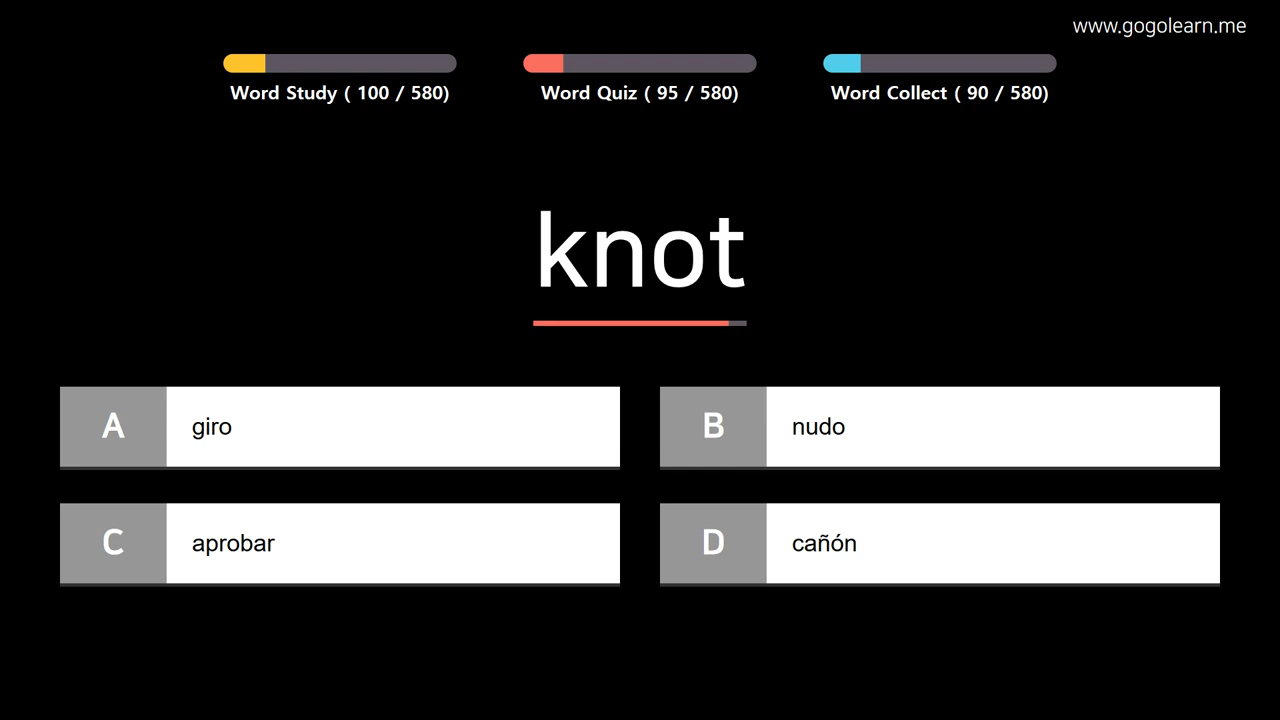 www.gogolearn.me
Word Study ( 100 / 580)
Word Quiz ( 95 / 580)
Word Collect ( 90 / 580)
knot
A giro
B nudo
C aprobar
D cañón